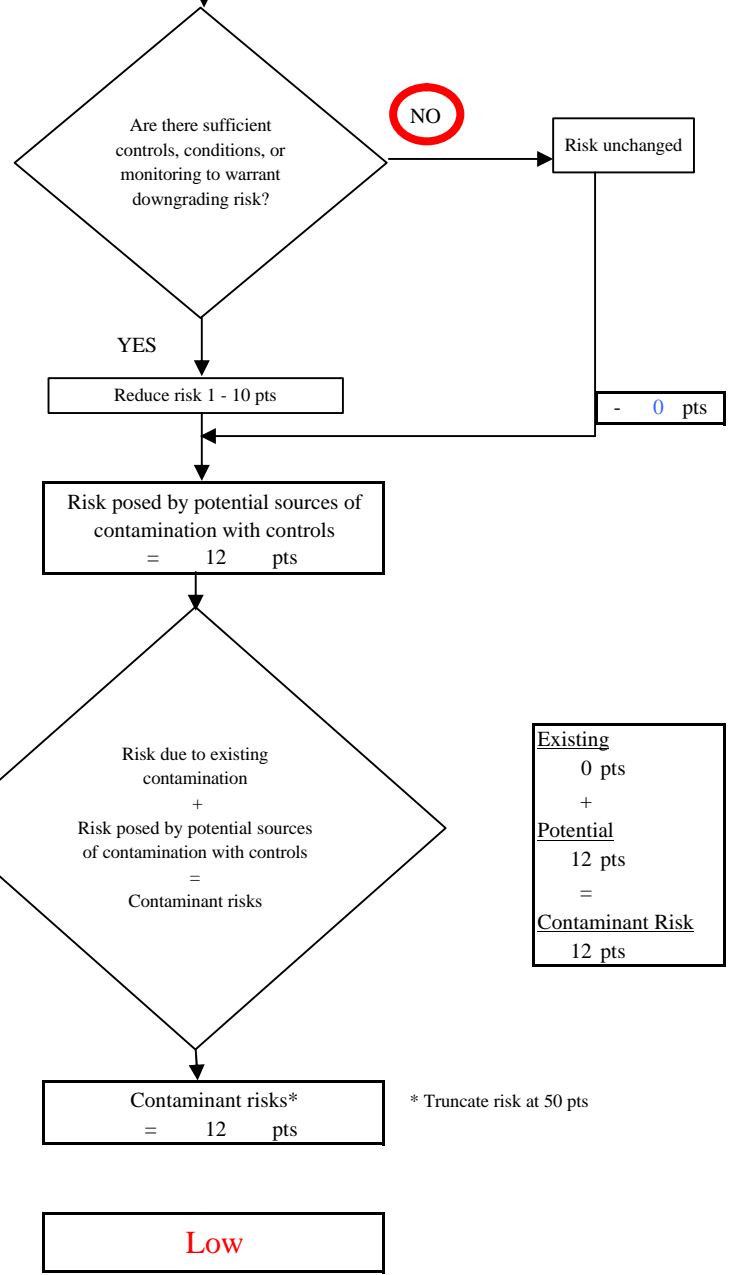 Are there sufficient
controls, conditions, or
monitoring to warrant
downgrading risk?
NO
Risk unchanged
YES
Reduce risk 1 - 10 pts
- 0 pts
Risk posed by potential sources of
contamination with controls
= 12 pts
Risk due to existing
contamination
+
Risk posed by potential sources
of contamination with controls
=
Contaminant risks
Existing
0 pts
+
Potential
12 pts
=
Contaminant Risk
12 pts
Contaminant risks*
= 12 pts
* Truncate risk at 50 pts
Low